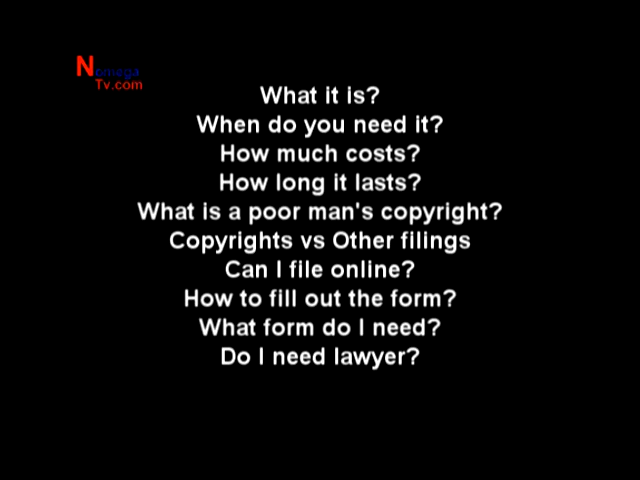 Nomega
Tv.com
What it is?
When do you need it?
How much costs?
How long it lasts?
What is a poor man's copyright?
Copyrights vs Other filings
Can I file online?
How to fill out the form?
What form do I need?
Do I need lawyer?